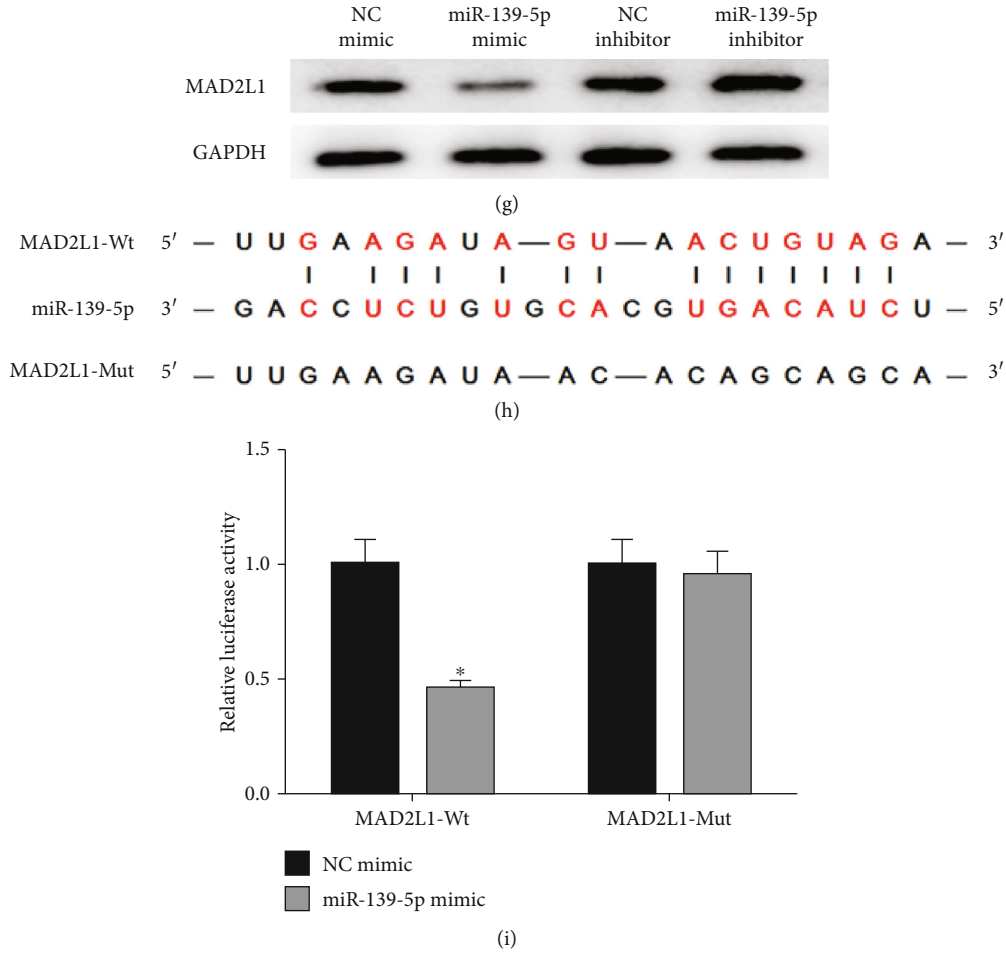 NC mimic miR-139-5p mimic NC inhibitor miR-139-5p inhibitor
MAD2L1
GAPDH
(g)
MAD2L1-Wt 5′ — U U G A A G A U A — G U — A A C U G U A G A — 3′
miR-139-5p 3′ — G A C C U C U G U G C A C G U G A C A U C U — 5′
MAD2L1-Mut 5′ — U U G A A G A U A — A C — A C A G C A G C A — 3′
(h)
Relative luciferase activity
1.5
1.0
0.5
0.0
*
MAD2L1-Wt MAD2L1-Mut
NC mimic
miR-139-5p mimic
(i)